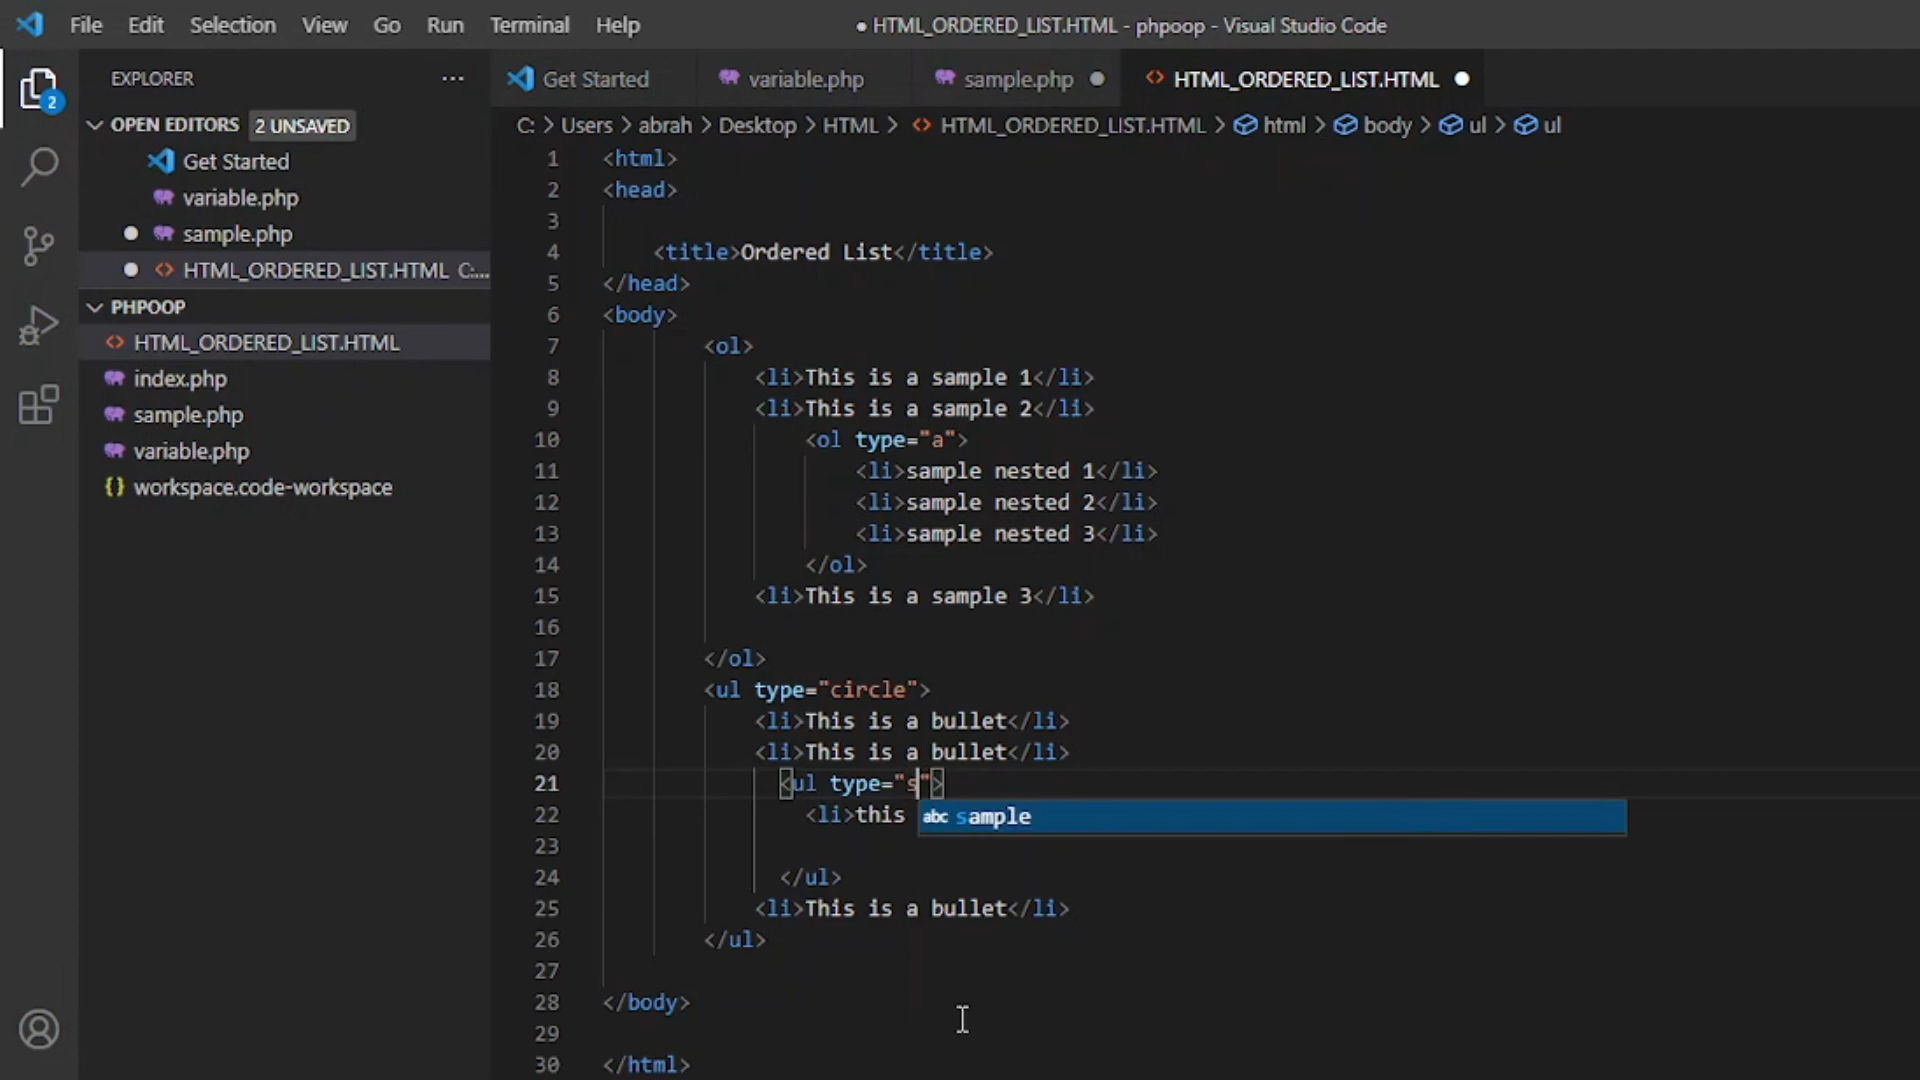 File Edit Selection View Go Run Terminal Help ● HTML_ORDERED_LIST.HTML - phpoop - Visual Studio Code
EXPLORER ...
Get Started variable.php sample.php HTML_ORDERED_LIST.HTML
2
OPEN EDITORS 2 UNSAVED
C: > Users > abrah > Desktop > HTML > HTML_ORDERED_LIST.HTML > html > body > ul > ul
Get Started
variable.php
sample.php
HTML_ORDERED_LIST.HTML C:...
PHPOOP
HTML_ORDERED_LIST.HTML
index.php
sample.php
variable.php
workspace.code-workspace
1 <html>
2 <head>
3
4 <title>Ordered List</title>
5 </head>
6 <body>
7 <ol>
8 <li>This is a sample 1</li>
9 <li>This is a sample 2</li>
10 <ol type="a">
11 <li>sample nested 1</li>
12 <li>sample nested 2</li>
13 <li>sample nested 3</li>
14 </ol>
15 <li>This is a sample 3</li>
16
17 </ol>
18 <ul type="circle">
19 <li>This is a bullet</li>
20 <li>This is a bullet</li>
21 <ul type="s">
22 <li>this abc sample
23
24 </ul>
25 <li>This is a bullet</li>
26 </ul>
27
28 </body>
29
30 </html>